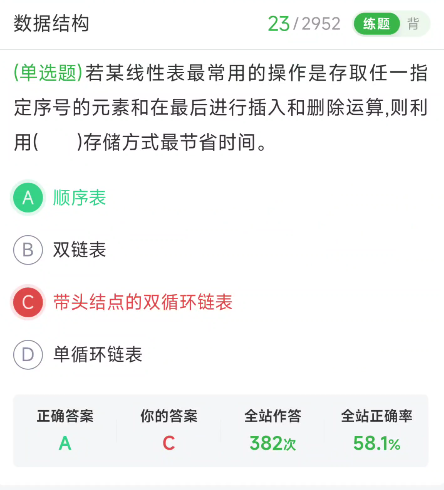 数据结构 23/2952 练题 背
(单选题)若某线性表最常用的操作是存取任一指
定序号的元素和在最后进行插入和删除运算,则利
用( )存储方式最节省时间。
A 顺序表
B 双链表
C 带头结点的双循环链表
D 单循环链表
正确答案 你的答案 全站作答 全站正确率
A C 382次 58.1%